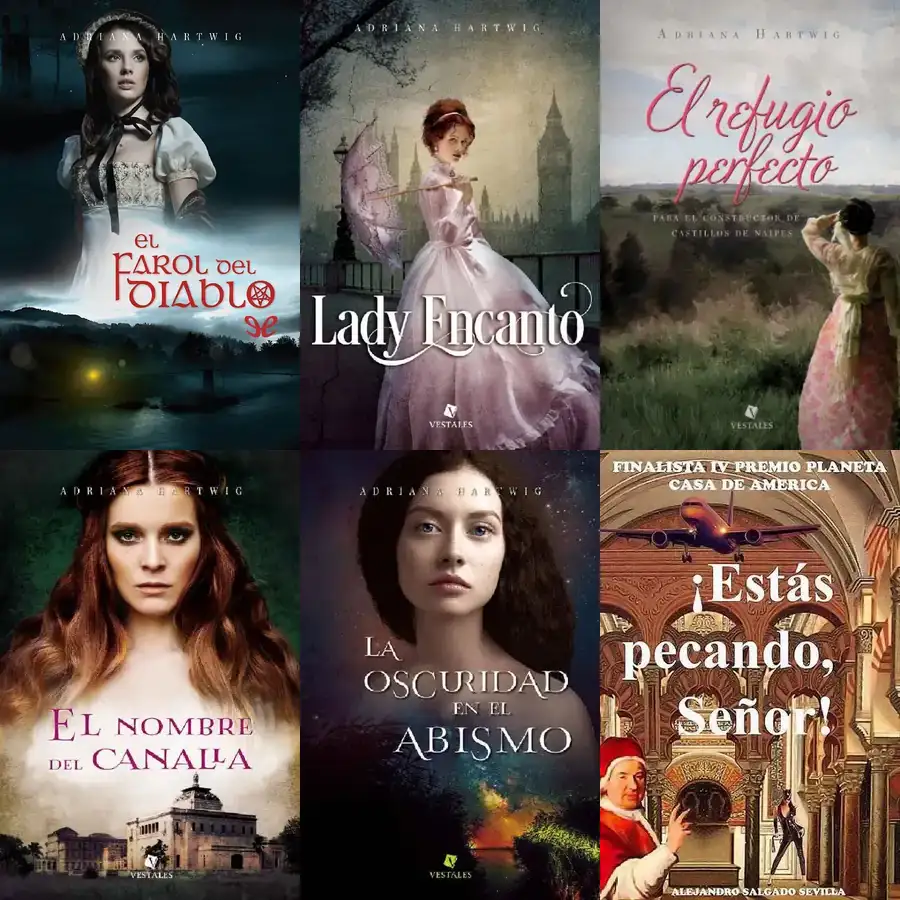 ADRIANA HARTWIG
EL
FAROL DEL
DIABLO
ADRIANA HARTWIG
Lady Encanto
VESTALES
ADRIANA HARTWIG
El refugio
perfecto
PARA EL CONSTRUCTOR DE
CASTILLOS DE NAIPES
VESTALES
ADRIANA HARTWIG
EL NOMBRE
DEL CANALLA
VESTALES
ADRIANA HARTWIG
LA
OSCURIDAD
EN EL
ABISMO
VESTALES
FINALISTA IV PREMIO PLANETA
CASA DE AMERICA
¡Estás
pecando,
Señor!
ALEJANDRO SALGADO SEVILLA